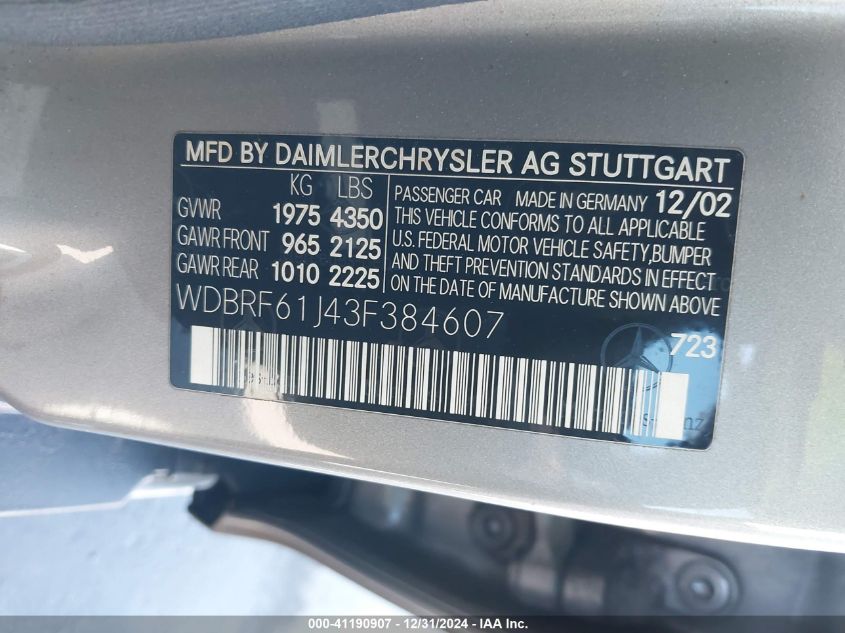 MFD BY DAIMLERCHRYSLER AG STUTTGART
KG LBS
GVWR 1975 4350
GAWR FRONT 965 2125
GAWR REAR 1010 2225
PASSENGER CAR MADE IN GERMANY 12/02
THIS VEHICLE CONFORMS TO ALL APPLICABLE
U.S. FEDERAL MOTOR VEHICLE SAFETY,BUMPER
AND THEFT PREVENTION STANDARDS IN EFFECT
ON THE DATE OF MANUFACTURE SHOWN ABOVE
WDBRF61J43F384607
723
000-41190907 - 12/31/2024 - IAA Inc.